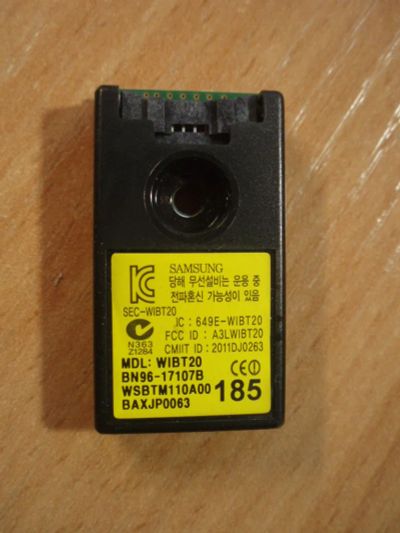 SAMSUNG
당해 무선설비는 운용 중
전파혼신 가능성이 있음
SEC-WIBT20
IC : 649E-WIBT20
N363
Z1284
FCC ID : A3LWIBT20
CMIIT ID : 2011DJ0263
MDL: WIBT20
BN96-17107B
WSBTM110A00
BAXJP0063
185